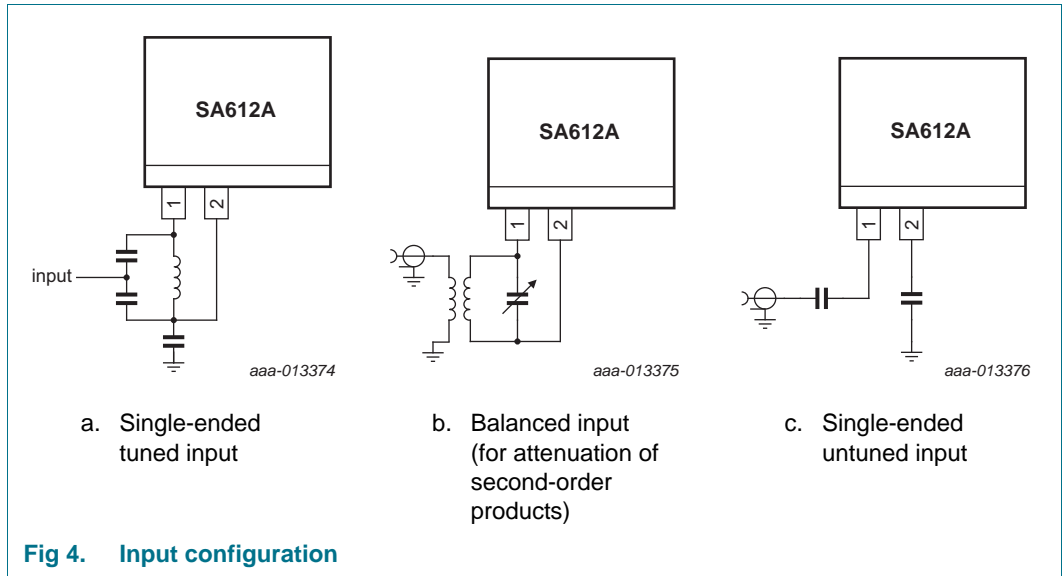 SA612A
1
2
input
aaa-013374
a. Single-ended
tuned input
SA612A
1
2
aaa-013375
b. Balanced input
(for attenuation of
second-order
products)
SA612A
1
2
aaa-013376
c. Single-ended
untuned input
Fig 4. Input configuration